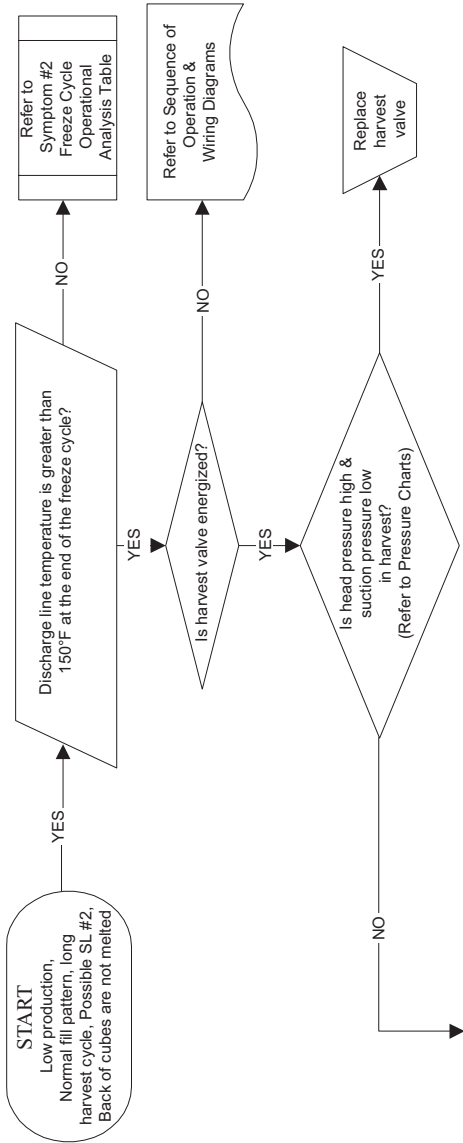 START
Low production,
Normal fill pattern, long
harvest cycle, Possible SL #2,
Back of cubes are not melted
YES
Discharge line temperature is greater than
150°F at the end of the freeze cycle?
NO
Refer to
Symptom #2
Freeze Cycle
Operational
Analysis Table
YES
Is harvest valve energized?
NO
Refer to Sequence of
Operation &
Wiring Diagrams
YES
Is head pressure high &
suction pressure low
in harvest?
(Refer to Pressure Charts)
YES
Replace
harvest
valve
NO